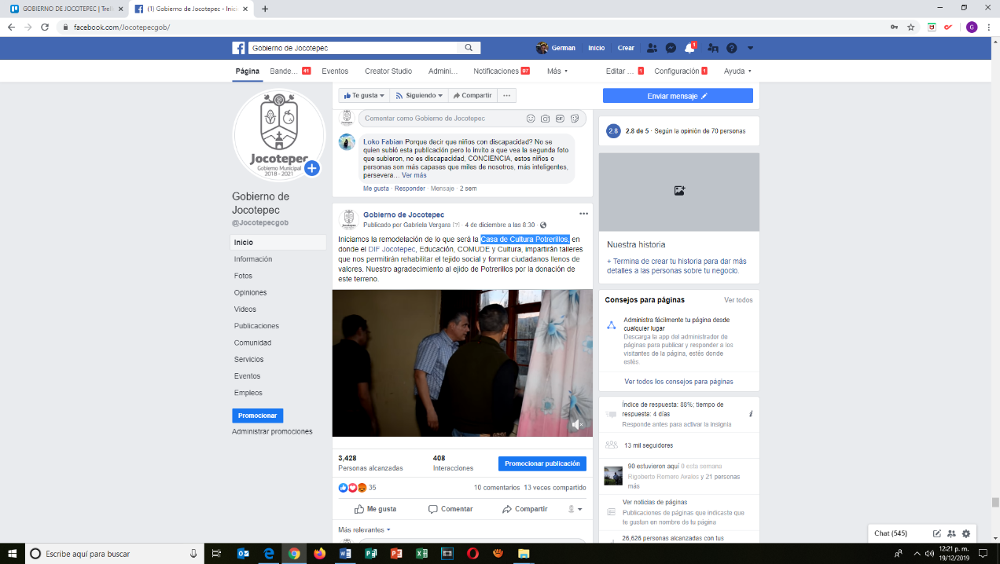 GOBIERNO DE JOCOTEPEC | Trell
(1) Gobierno de Jocotepec - Inici
facebook.com/Jocotepecgob/
G
Gobierno de Jocotepec
German
Inicio
Crear
1
Página
Bande... 41
Eventos
Creator Studio
Admini...
Notificaciones 97
Más
Editar ... 1
Configuración 1
Ayuda
Te gusta
Siguiendo
Compartir
Enviar mensaje
Jocotepec
Gobierno Municipal
2018 - 2021
Gobierno de
Jocotepec
@Jocotepecgob
Inicio
Información
Fotos
Opiniones
Videos
Publicaciones
Comunidad
Servicios
Eventos
Empleos
Promocionar
Administrar promociones
Comentar como Gobierno de Jocotepec
Loko Fabian Porque decir que niños con discapacidad? No se
quien subió esta publicación pero lo invito a que vea la segunda foto
que subieron, no es discapacidad, CONCIENCIA, estos niños o
personas son más capases que miles de nosotros, más inteligentes,
persevera... Ver más
Me gusta · Responder · Mensaje · 2 sem
Gobierno de Jocotepec
Publicado por Gabriela Vergara [?] · 4 de diciembre a las 8:30 ·
Iniciamos la remodelación de lo que será la Casa de Cultura Potrerillos, en
donde el DIF Jocotepec, Educación, COMUDE y Cultura, impartirán talleres
que nos permitirán rehabilitar el tejido social y formar ciudadanos llenos de
valores. Nuestro agradecimiento al ejido de Potrerillos por la donación de
este terreno.
3,428
Personas alcanzadas
408
Interacciones
Promocionar publicación
35
10 comentarios 13 veces compartido
Me gusta
Comentar
Compartir
Más relevantes
2.8
2.8 de 5 · Según la opinión de 70 personas
Nuestra historia
+ Termina de crear tu historia para dar más
detalles a las personas sobre tu negocio.
Consejos para páginas
Ver todos
Administra fácilmente tu página desde
cualquier lugar
Descarga la app del administrador de
páginas para publicar y responder a los
visitantes de la página, estés donde
estés.
Ver todos los consejos para páginas
Índice de respuesta: 88%; tiempo de
respuesta: 4 días
Responde antes para activar la insignia
13 mil seguidores
90 estuvieron aquí 0 esta semana
Rigoberto Romero Avalos y 21 personas
más
Ver noticias de páginas
Publicaciones de páginas que indicaste que
te gustan en nombre de tu página
26,626 personas alcanzadas con tus
Chat (545)
Escribe aquí para buscar
12:21 p. m.
19/12/2019